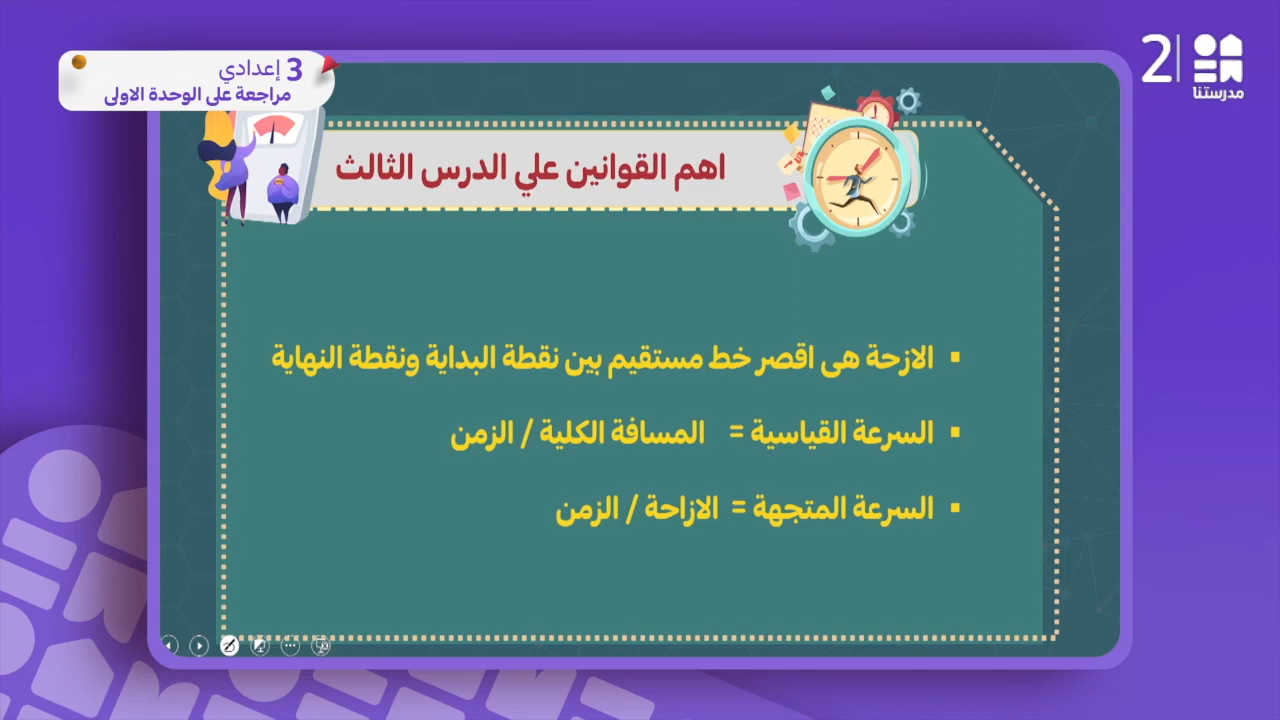 3 إعدادي
مراجعة على الوحدة الاولى
2
مدرستنا
اهم القوانين علي الدرس الثالث
▪ الازحة هى اقصر خط مستقيم بين نقطة البداية ونقطة النهاية
▪ السرعة القياسية = المسافة الكلية / الزمن
▪ السرعة المتجهة = الازاحة / الزمن